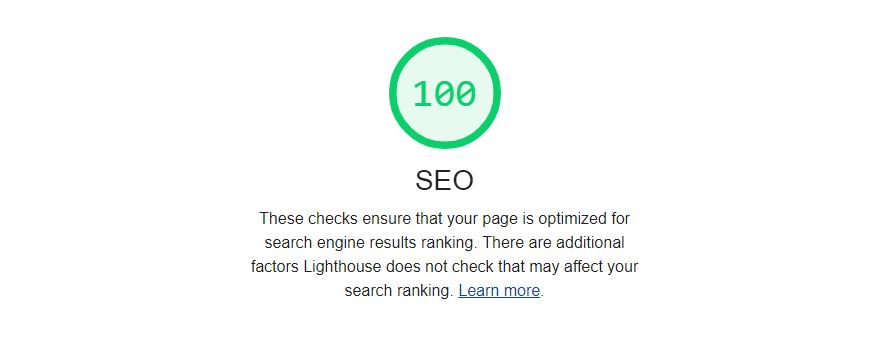 100
SEO
These checks ensure that your page is optimized for
search engine results ranking. There are additional
factors Lighthouse does not check that may affect your
search ranking. Learn more.